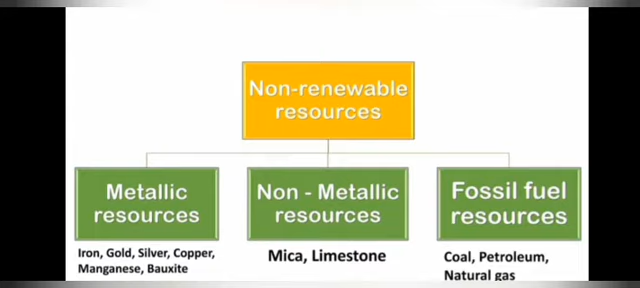 Non-renewable
resources
Metallic
resources
Iron, Gold, Silver, Copper,
Manganese, Bauxite
Non - Metallic
resources
Mica, Limestone
Fossil fuel
resources
Coal, Petroleum,
Natural gas